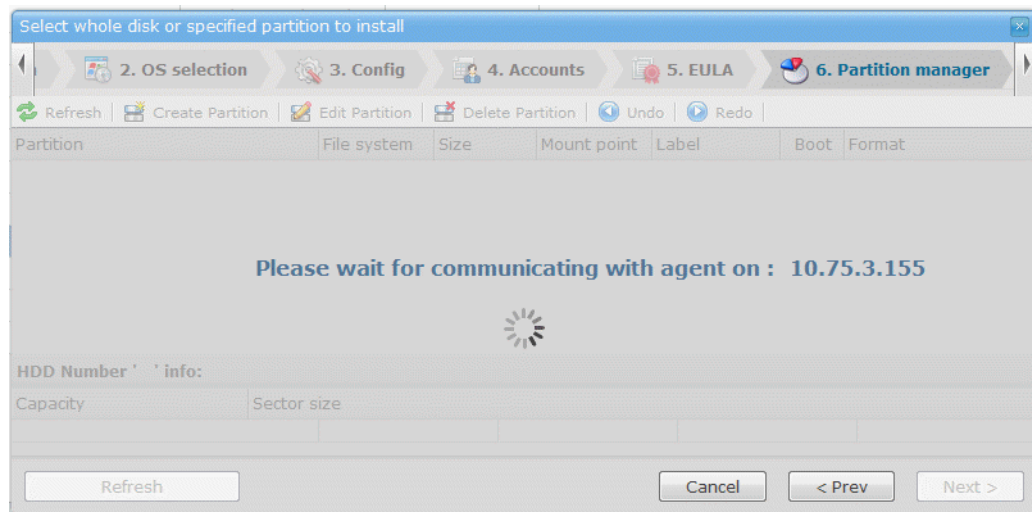 Select whole disk or specified partition to install
2. OS selection 3. Config 4. Accounts 5. EULA 6. Partition manager
Refresh Create Partition Edit Partition Delete Partition Undo Redo
Partition File system Size Mount point Label Boot Format
Please wait for communicating with agent on : 10.75.3.155
HDD Number ' ' info:
Capacity Sector size
Refresh Cancel < Prev Next >